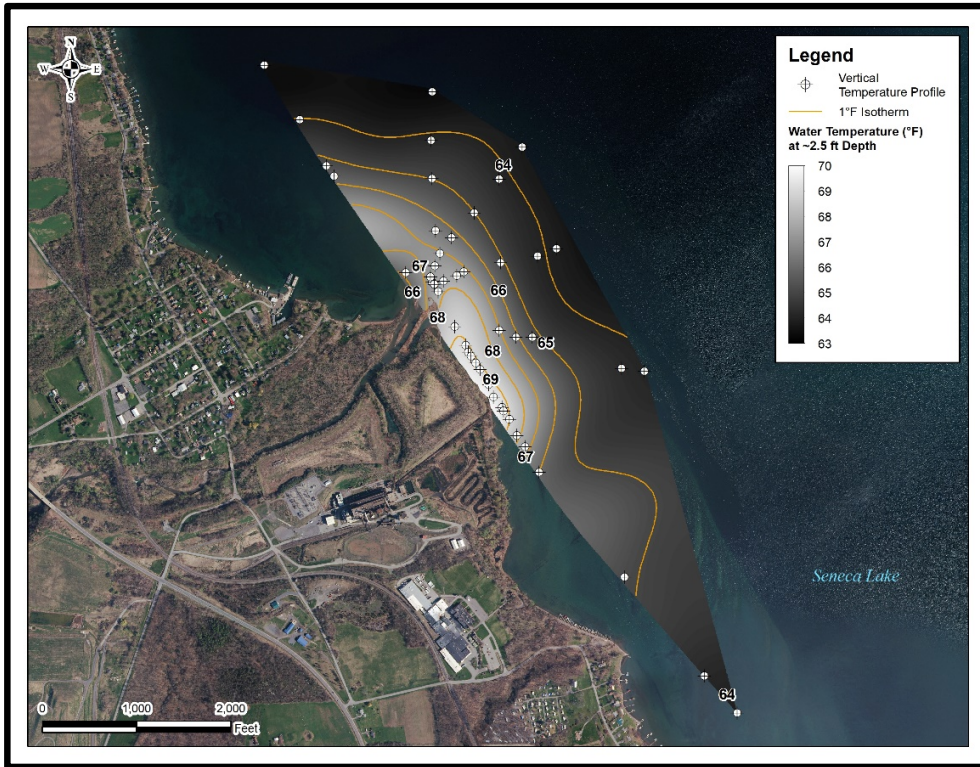 N
W E
S
Legend
Vertical
Temperature Profile
1°F Isotherm
Water Temperature (°F)
at ~2.5 ft Depth
70
69
68
67
66
65
64
63
64
67
66
66
68
68
65
69
67
Seneca Lake
64
0 1,000 2,000
Feet